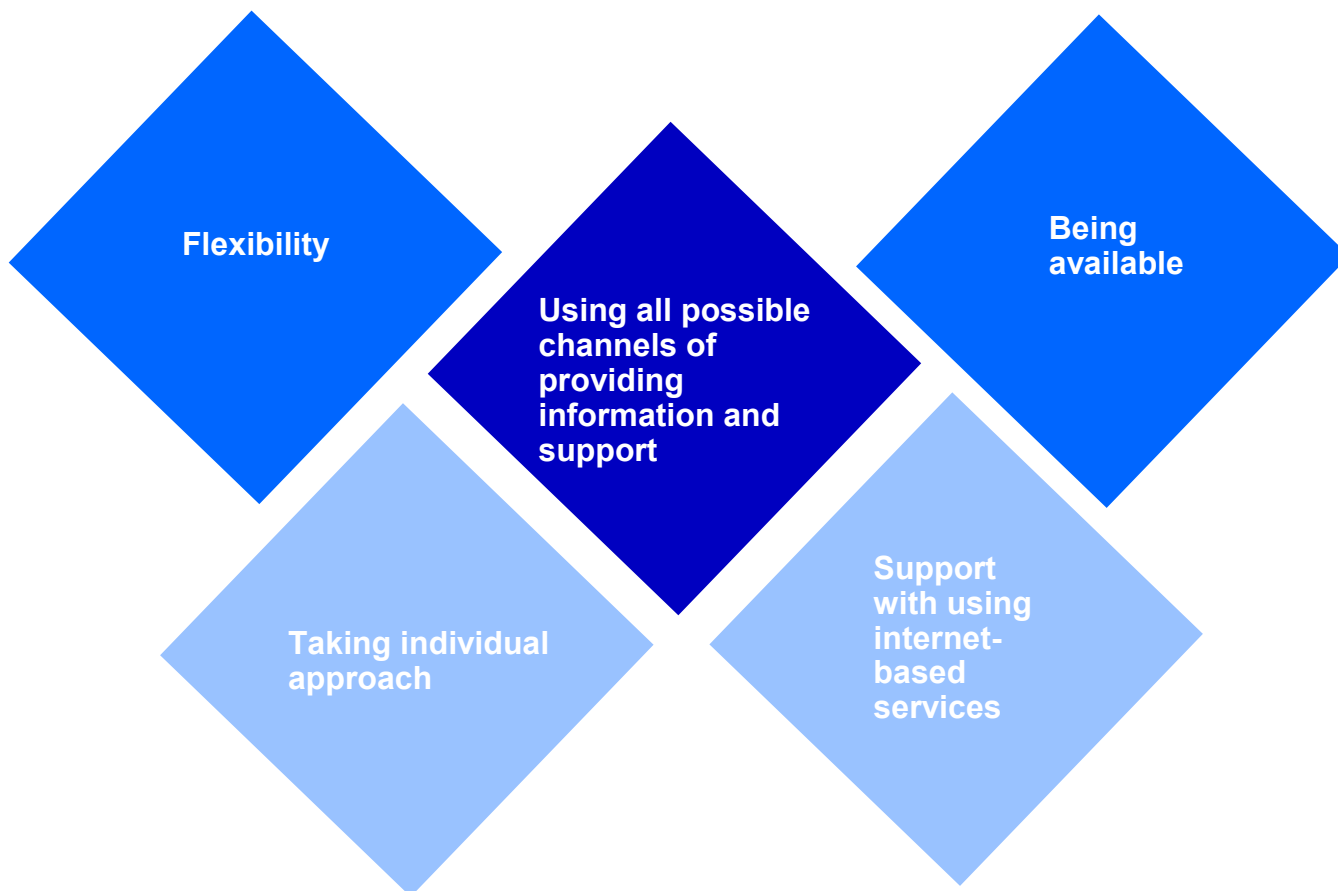 Flexibility
Being
available
Using all possible
channels of
providing
information and
support
Taking individual
approach
Support
with using
internet-
based
services